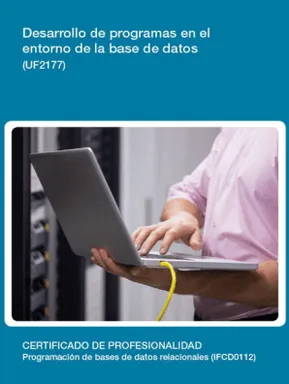 Desarrollo de programas en el
entorno de la base de datos
(UF2177)
CERTIFICADO DE PROFESIONALIDAD
Programación de bases de datos relacionales (IFCD0112)